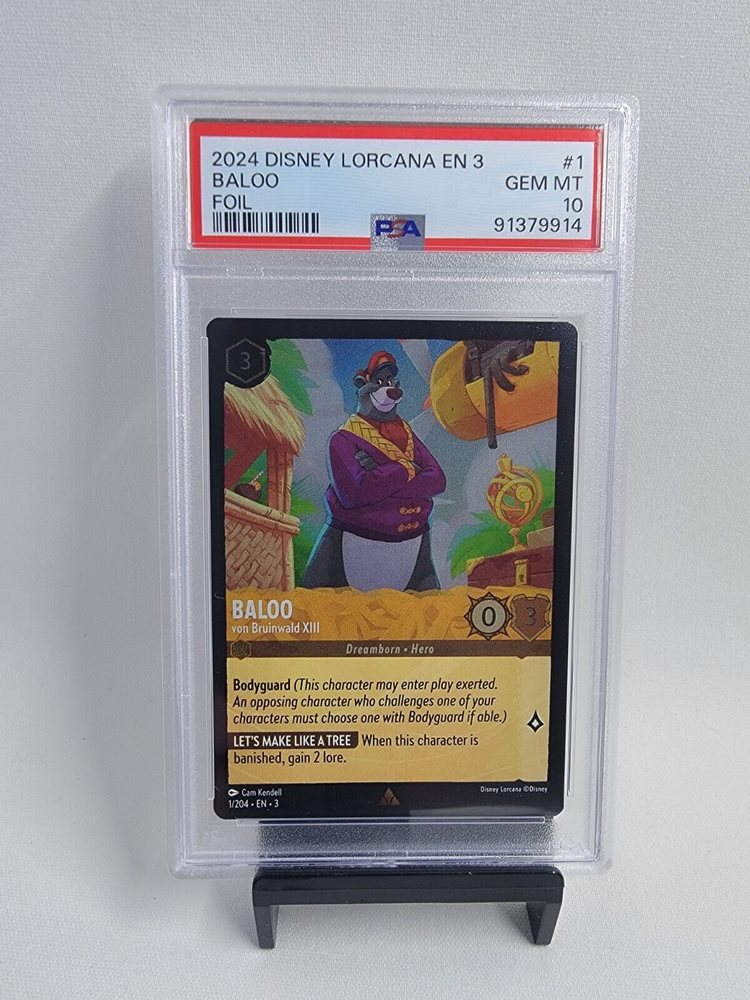 2024 DISNEY LORCANA EN 3 #1
BALOO GEM MT
FOIL 10
PSA 91379914
3
BALOO
von Bruinwald XIII
0 3
Dreamborn • Hero
Bodyguard (This character may enter play exerted.
An opposing character who challenges one of your
characters must choose one with Bodyguard if able.)
LET'S MAKE LIKE A TREE When this character is
banished, gain 2 lore.
Cam Kendell Disney Lorcana ©Disney
1/204 • EN • 3